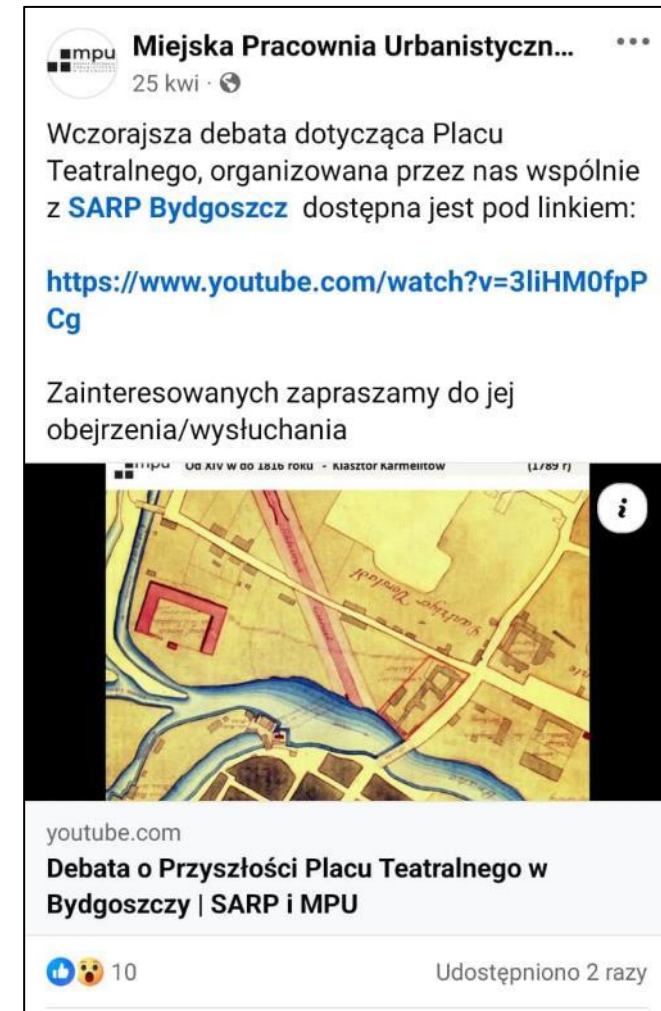 mpu
Miejska Pracownia Urbanistyczn...
25 kwi ·
Wczorajsza debata dotycząca Placu
Teatralnego, organizowana przez nas wspólnie
z SARP Bydgoszcz dostępna jest pod linkiem:
https://www.youtube.com/watch?v=3liHM0fpP
Cg
Zainteresowanych zapraszamy do jej
obejrzenia/wysłuchania
mpu Od XIV w do 1816 roku - Klasztor Karmelitów (1789 r)
i
youtube.com
Debata o Przyszłości Placu Teatralnego w
Bydgoszczy | SARP i MPU
10 Udostępniono 2 razy